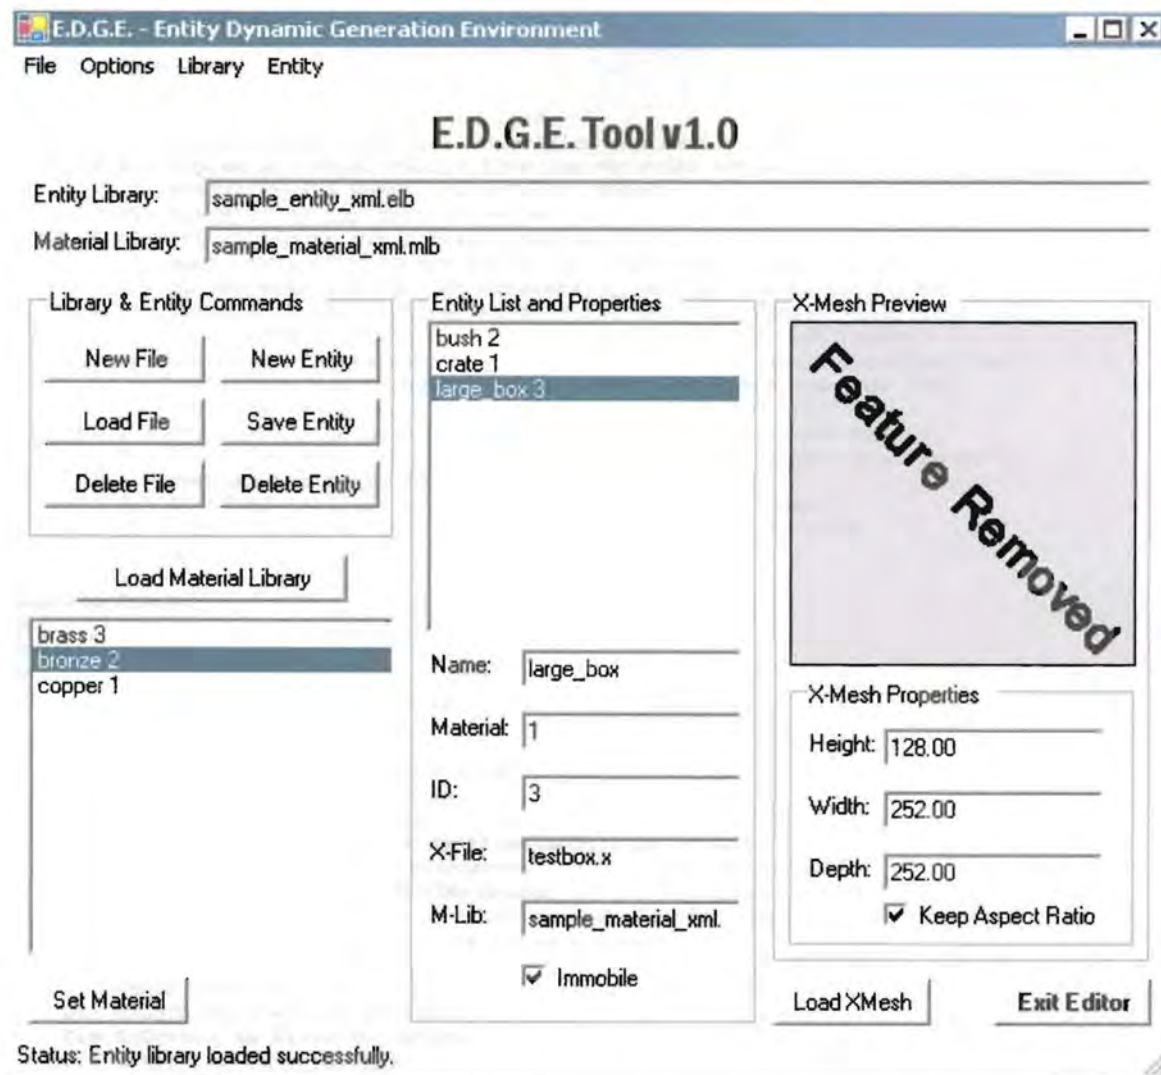 E.D.G.E. - Entity Dynamic Generation Environment
File Options Library Entity
E.D.G.E. Tool v1.0
Entity Library: sample_entity_xml.elb
Material Library: sample_material_xml.mlb
Library & Entity Commands
New File New Entity
Load File Save Entity
Delete File Delete Entity
Load Material Library
brass 3
bronze 2
copper 1
Set Material
Entity List and Properties
bush 2
crate 1
large_box 3
Name: large_box
Material: 1
ID: 3
X-File: testbox.x
M-Lib: sample_material_xml.
Immobile
X-Mesh Preview
Feature Removed
X-Mesh Properties
Height: 128.00
Width: 252.00
Depth: 252.00
Keep Aspect Ratio
Load XMesh Exit Editor
Status: Entity library loaded successfully.